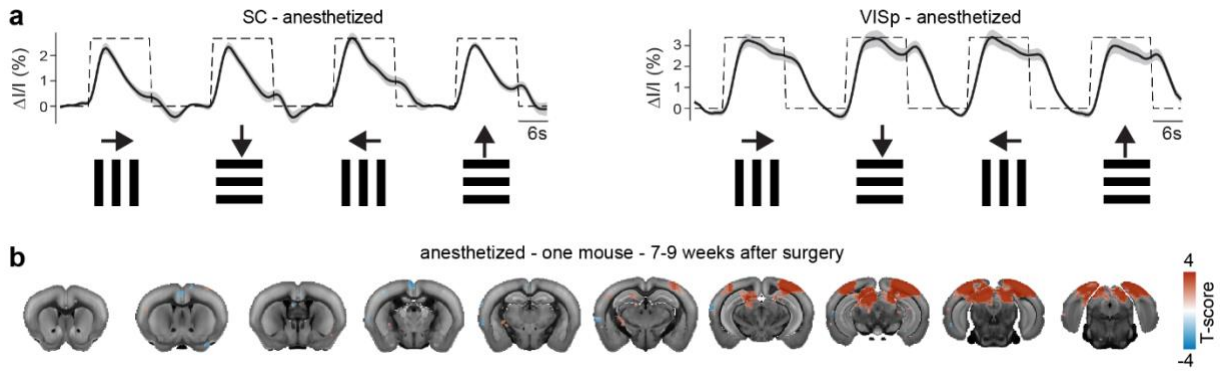 a
SC - anesthetized
VISp - anesthetized
ΔI/I (%)
2
1
0
6s
ΔI/I (%)
3
2
1
0
6s
b
anesthetized - one mouse - 7-9 weeks after surgery
4
T-score
-4